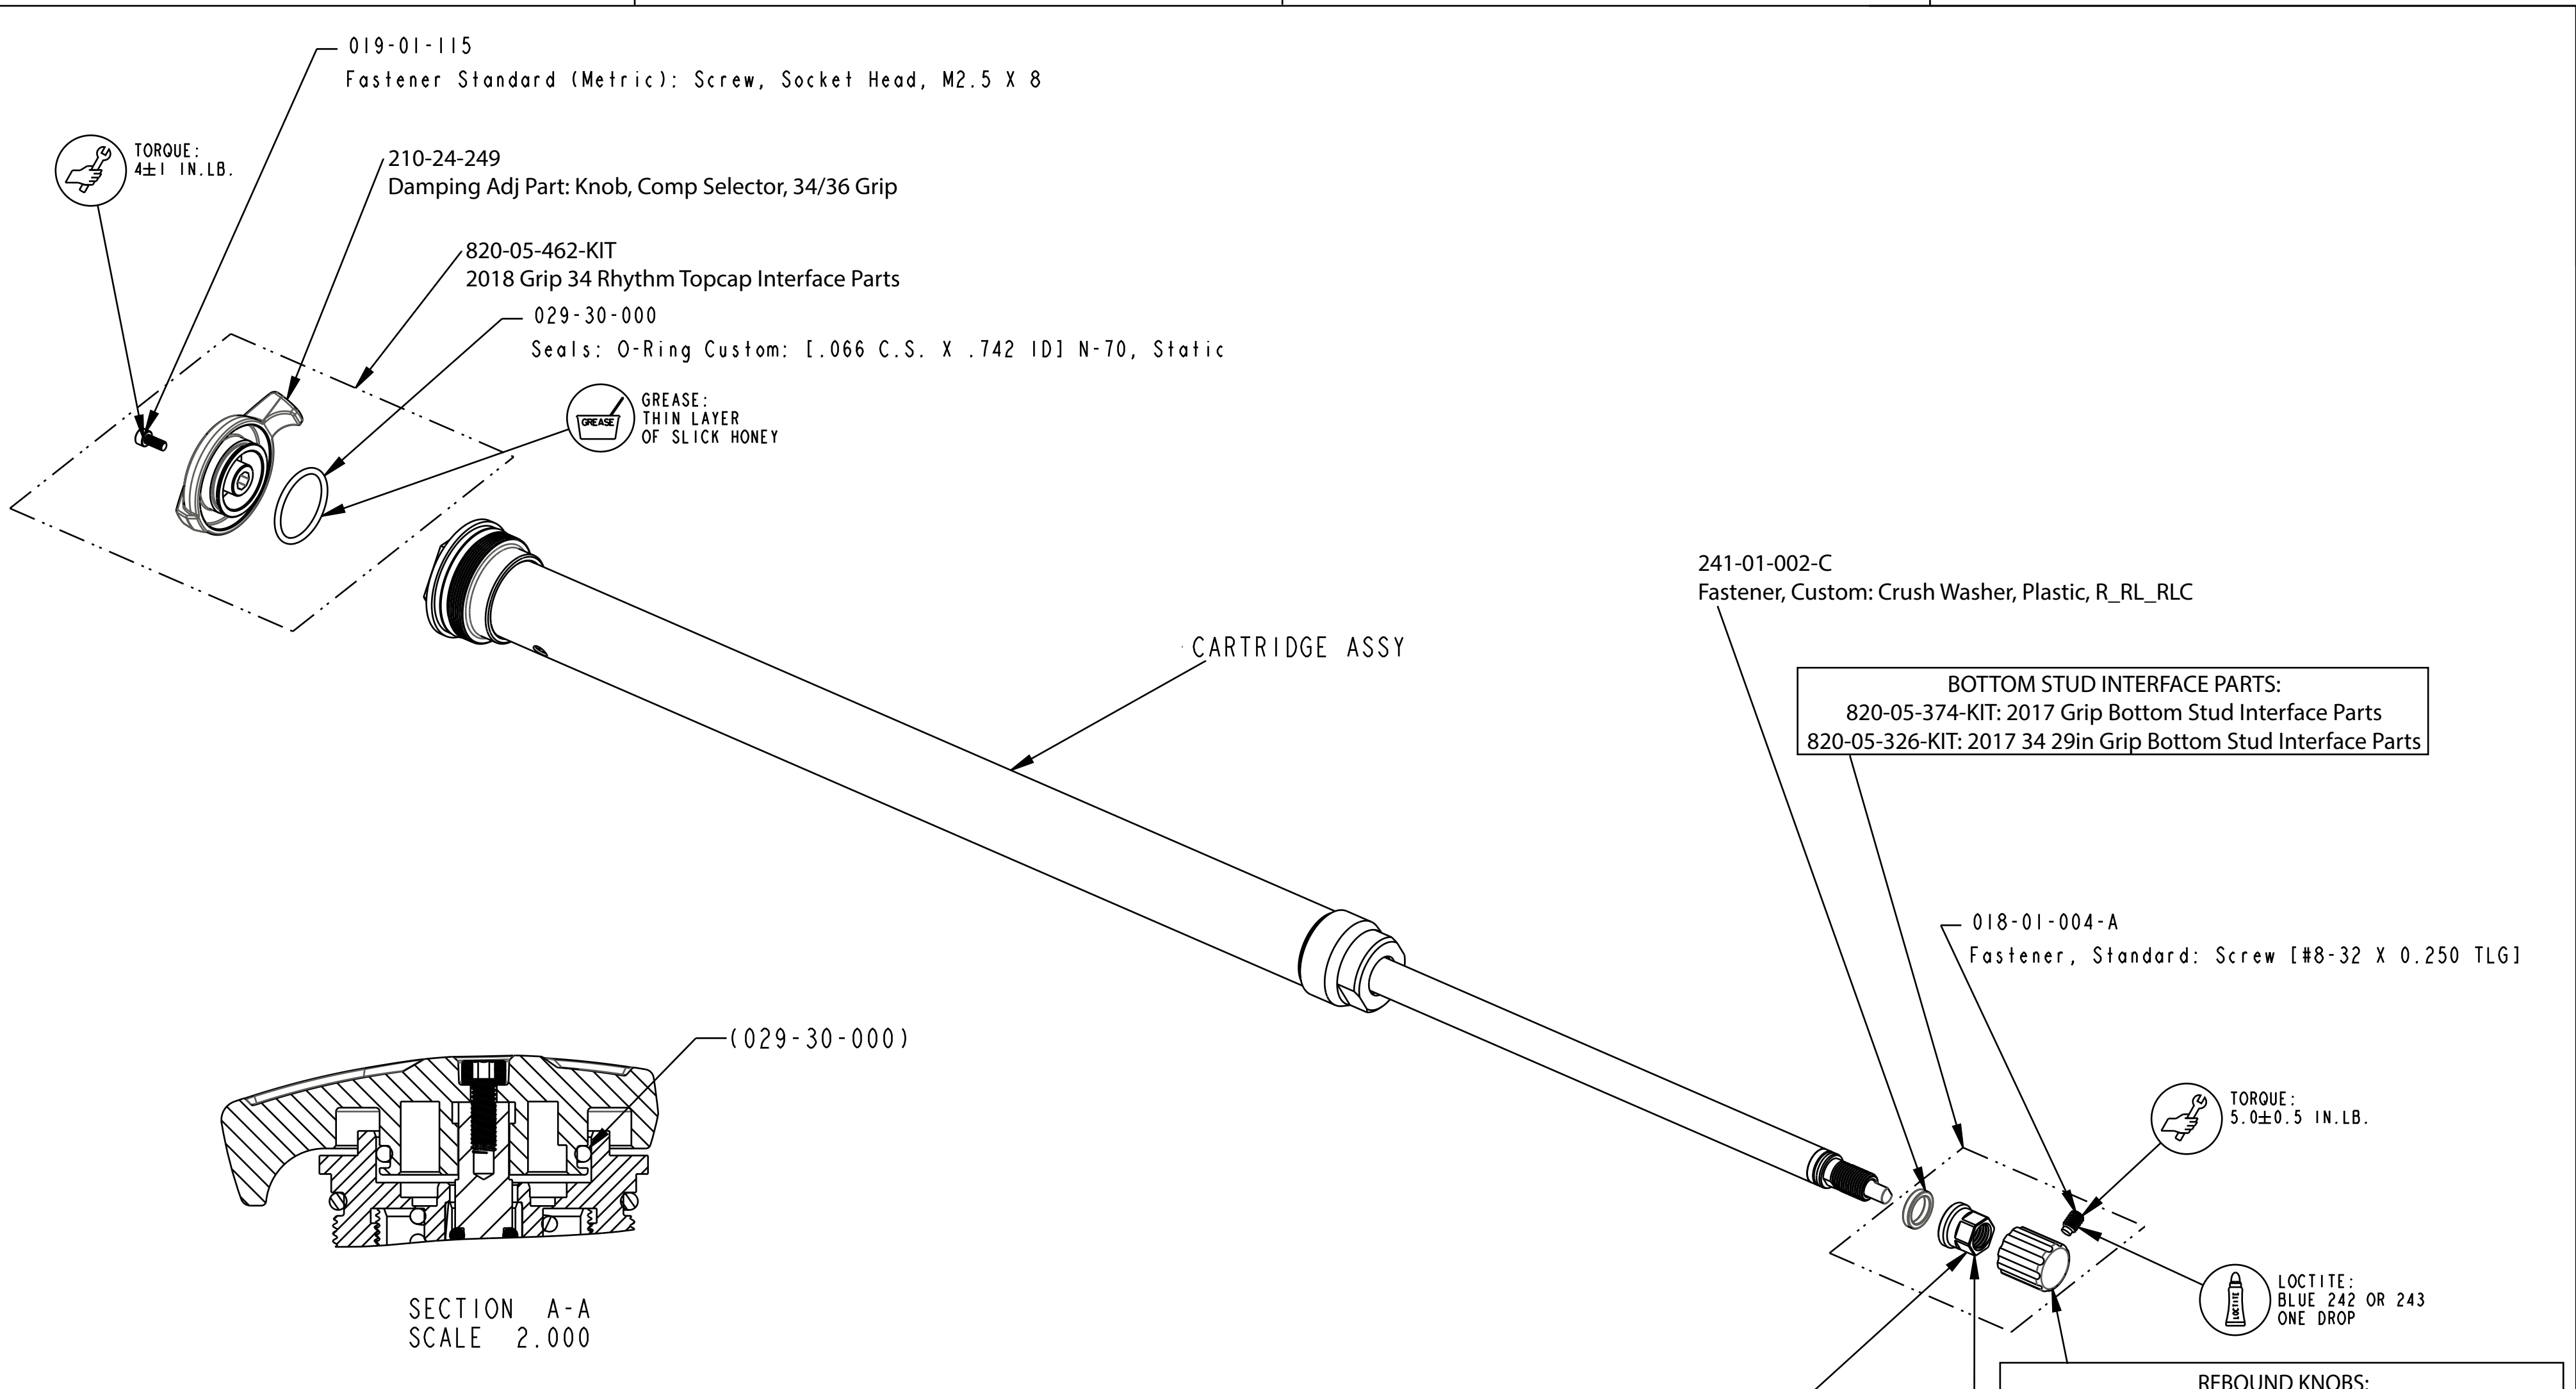 019-01-115
Fastener Standard (Metric): Screw, Socket Head, M2.5 X 8
TORQUE:
4±1 IN.LB.
210-24-249
Damping Adj Part: Knob, Comp Selector, 34/36 Grip
820-05-462-KIT
2018 Grip 34 Rhythm Topcap Interface Parts
029-30-000
Seals: O-Ring Custom: [.066 C.S. X .742 ID] N-70, Static
GREASE
GREASE:
THIN LAYER
OF SLICK HONEY
CARTRIDGE ASSY
241-01-002-C
Fastener, Custom: Crush Washer, Plastic, R_RL_RLC
BOTTOM STUD INTERFACE PARTS:
820-05-374-KIT: 2017 Grip Bottom Stud Interface Parts
820-05-326-KIT: 2017 34 29in Grip Bottom Stud Interface Parts
018-01-004-A
Fastener, Standard: Screw [#8-32 X 0.250 TLG]
TORQUE:
5.0±0.5 IN.LB.
LOCTITE
LOCTITE:
BLUE 242 OR 243
ONE DROP
(029-30-000)
SECTION A-A
SCALE 2.000
REBOUND KNOBS: